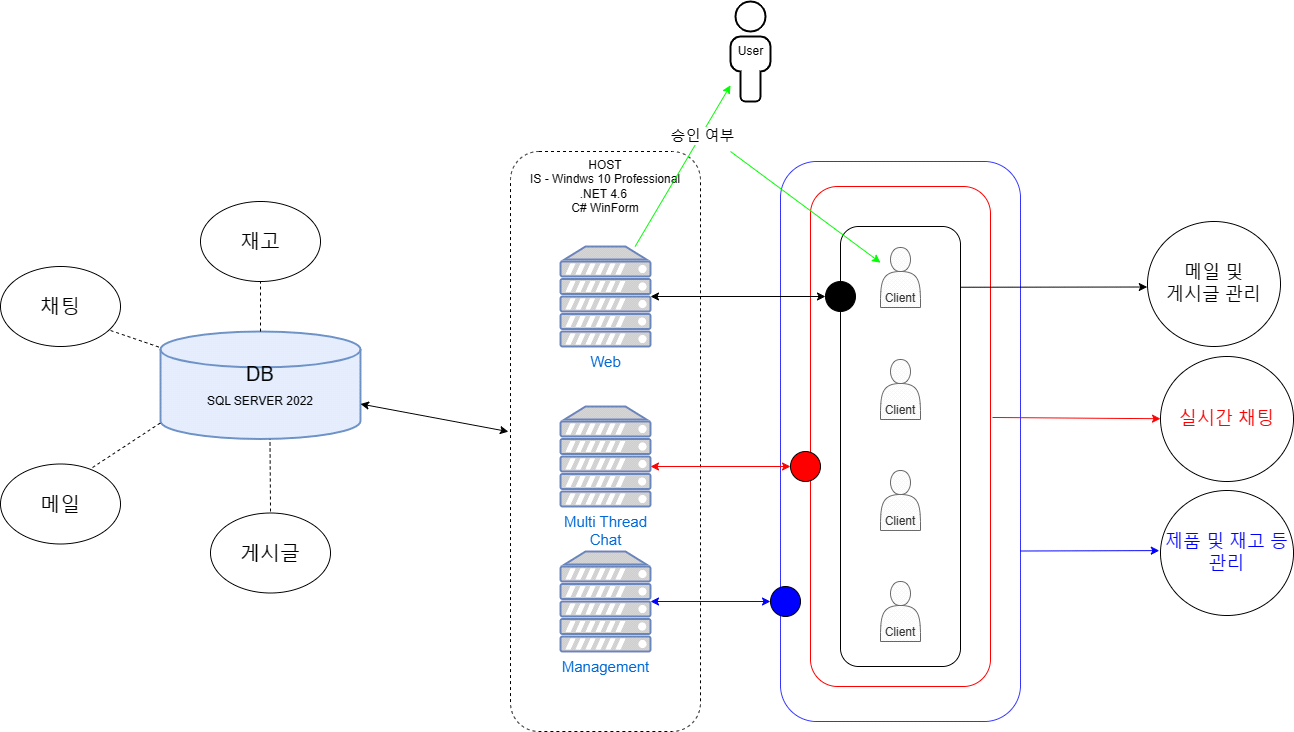 User
승인 여부
HOST
IS - Windws 10 Professional
.NET 4.6
C# WinForm
재고
채팅
DB
SQL SERVER 2022
메일
게시글
Web
Multi Thread
Chat
Management
Client
Client
Client
Client
메일 및
게시글 관리
실시간 채팅
제품 및 재고 등
관리